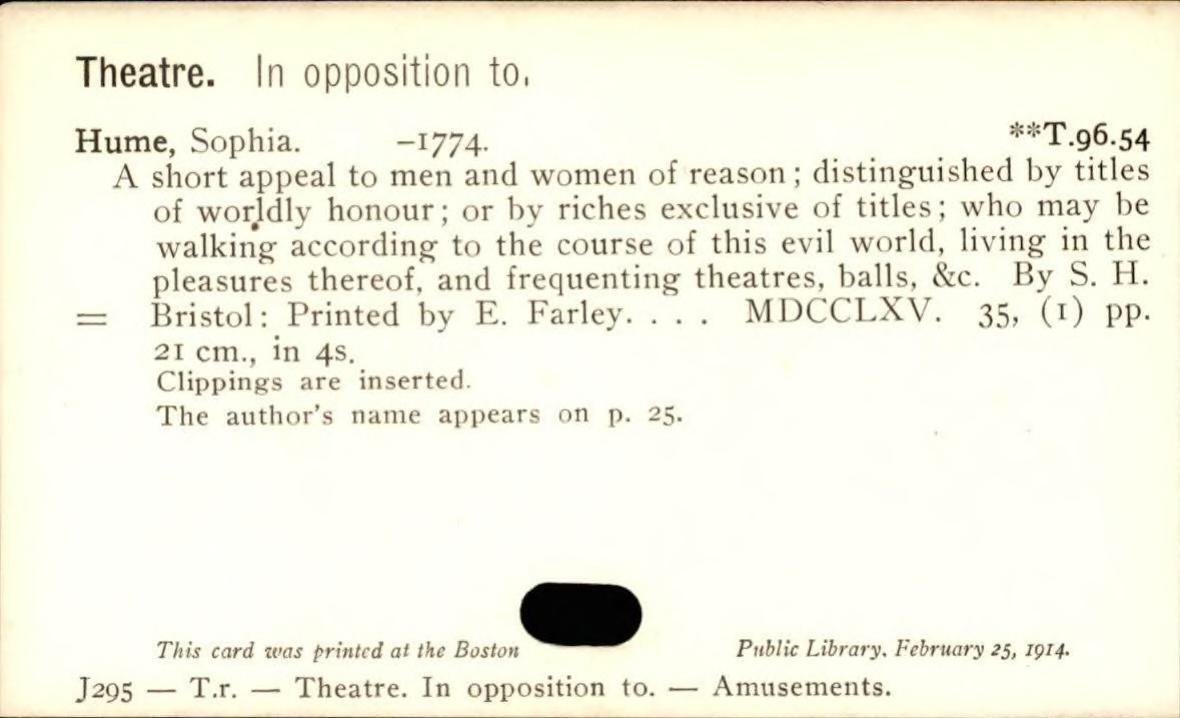 Theatre. In opposition to.
Hume, Sophia. –1774. **T.96.54
A short appeal to men and women of reason; distinguished by titles
of worldly honour; or by riches exclusive of titles; who may be
walking according to the course of this evil world, living in the
pleasures thereof, and frequenting theatres, balls, &c. By S. H.
= Bristol: Printed by E. Farley. . . . MDCCLXV. 35, (1) pp.
21 cm., in 4s.
Clippings are inserted.
The author's name appears on p. 25.
This card was printed at the Boston Public Library, February 25, 1914.
J295 — T.r. — Theatre. In opposition to. — Amusements.